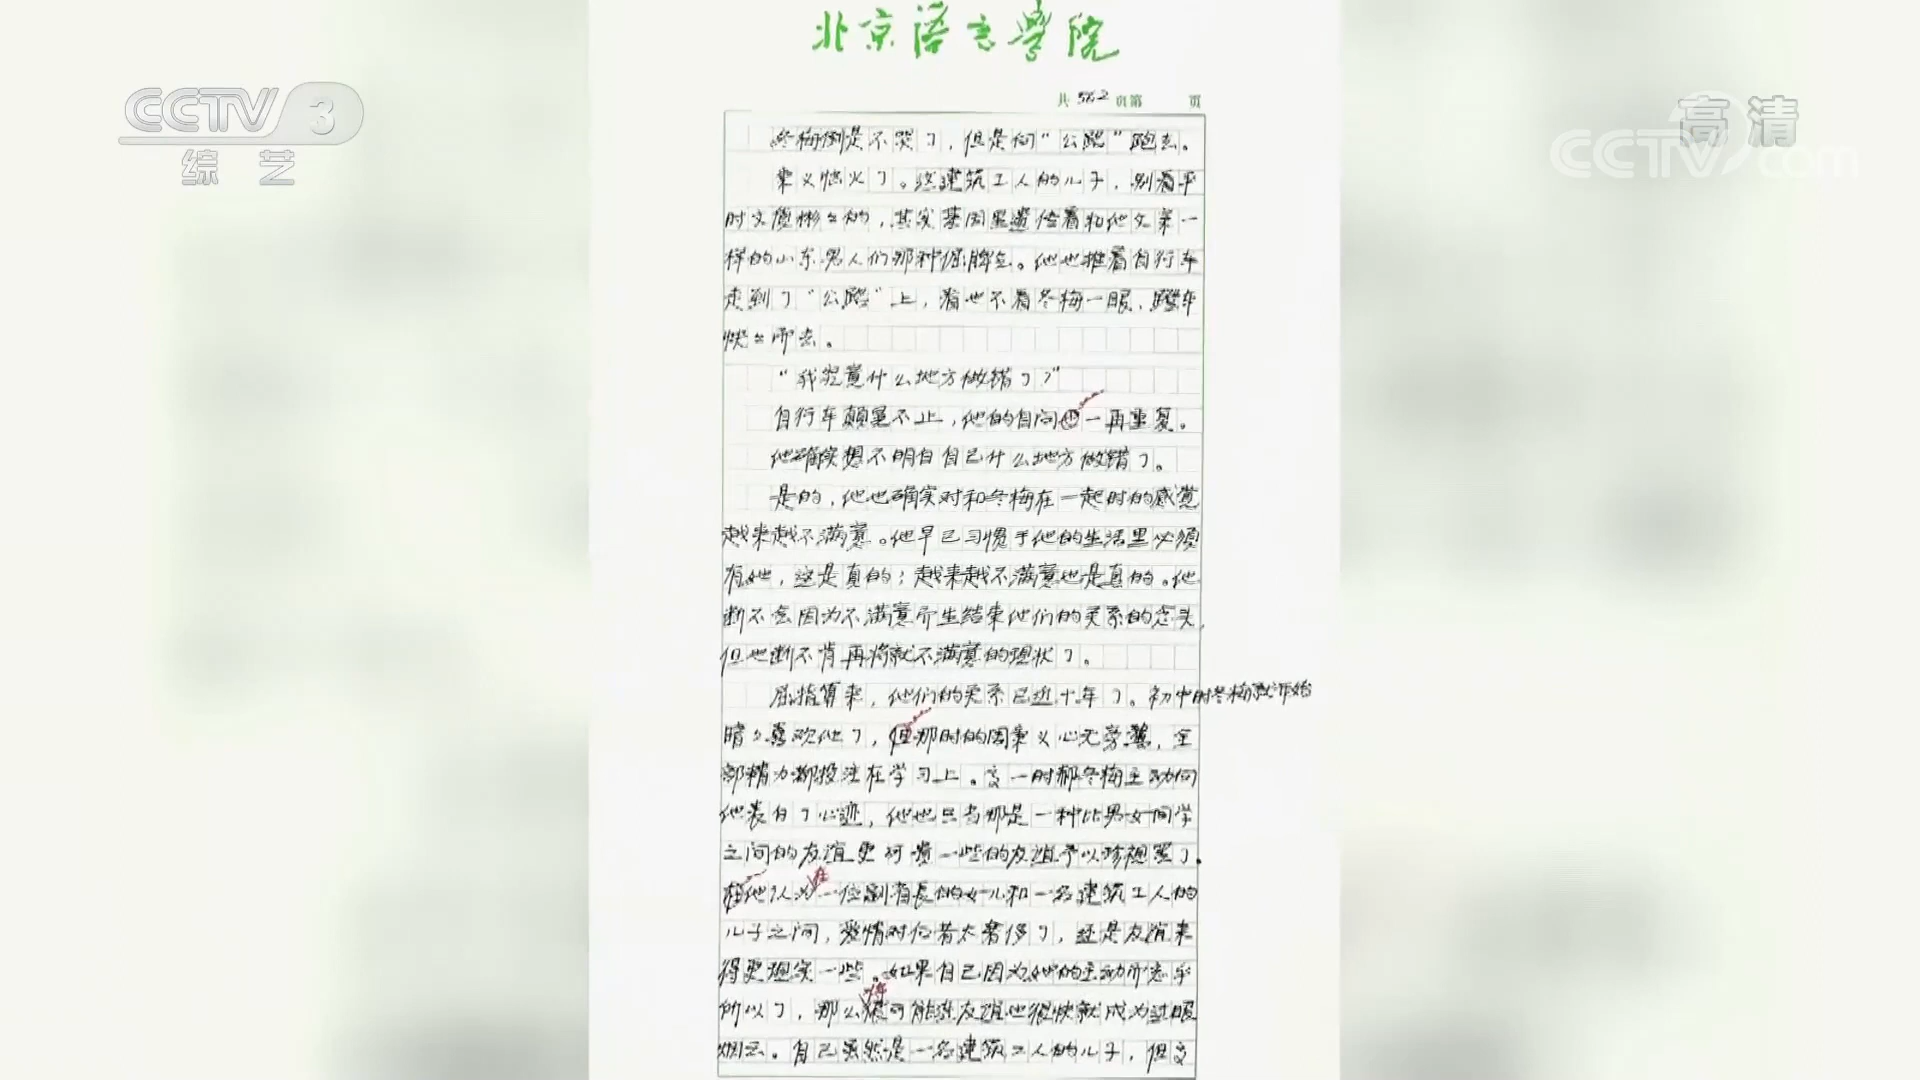 北京语言学院
CCTV 3
综艺
高清
CCTV.com
共 562 页第 页
冬梅倒是不哭了，但是向“公路”跑去。
秉义恼火了。这建筑工人的儿子，别看平
时文质彬彬的，其实基因里遗传着和他父亲一
样的山东男人们那种倔脾气。他也推着自行车
走到了“公路”上，看也不看冬梅一眼，蹬车
快快而去。
“我究竟什么地方做错了？”
自行车颠簸不止，他的自问也一再重复。
他确实想不明白自己什么地方做错了。
是的，他也确实对和冬梅在一起时的感觉
越来越不满意。他早已习惯于他的生活里必须
有她，这是真的；越来越不满意也是真的。他
断不会因为不满意而生结束他们的关系的念头，
但也断不肯再将就不满意的现状了。
屈指算来，他们的关系已近十年了。初中时冬梅就开始
暗暗喜欢他了，但那时的周秉义心无旁鹜，全
部精力都投注在学习上。高一时郝冬梅主动向
他表白了心迹，他也只当那是一种比男女同学
之间的友谊更可贵一些的友谊予以珍视罢了。
在他认为在一位副省长的女儿和一名建筑工人的
儿子之间，爱情对位着太奢侈了，还是友谊来
得更现实一些。如果自己因为她的主动而忘乎
所以了，那么很可能连友谊也很快就成为过眼
烟云。自己虽然是一名建筑工人的儿子，但文